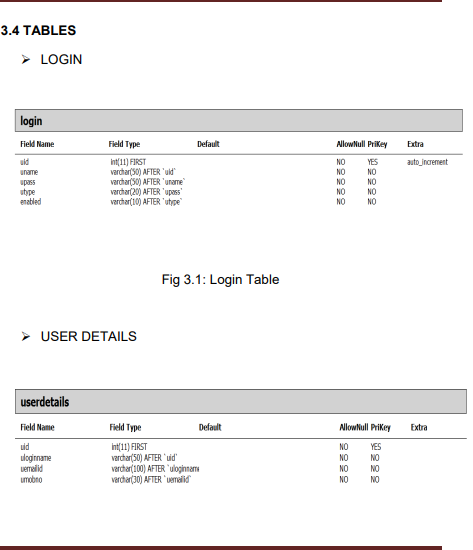 3.4 TABLES
➢ LOGIN
login
Field Name Field Type Default AllowNull PriKey Extra
uid int(11) FIRST NO YES auto_increment
uname varchar(50) AFTER `uid` NO NO
upass varchar(50) AFTER `uname` NO NO
utype varchar(20) AFTER `upass` NO NO
enabled varchar(10) AFTER `utype` NO NO
Fig 3.1: Login Table
➢ USER DETAILS
userdetails
Field Name Field Type Default AllowNull PriKey Extra
uid int(11) FIRST NO YES
uloginname varchar(50) AFTER `uid` NO NO
uemailid varchar(100) AFTER `uloginname NO NO
umobno varchar(30) AFTER `uemailid` NO NO